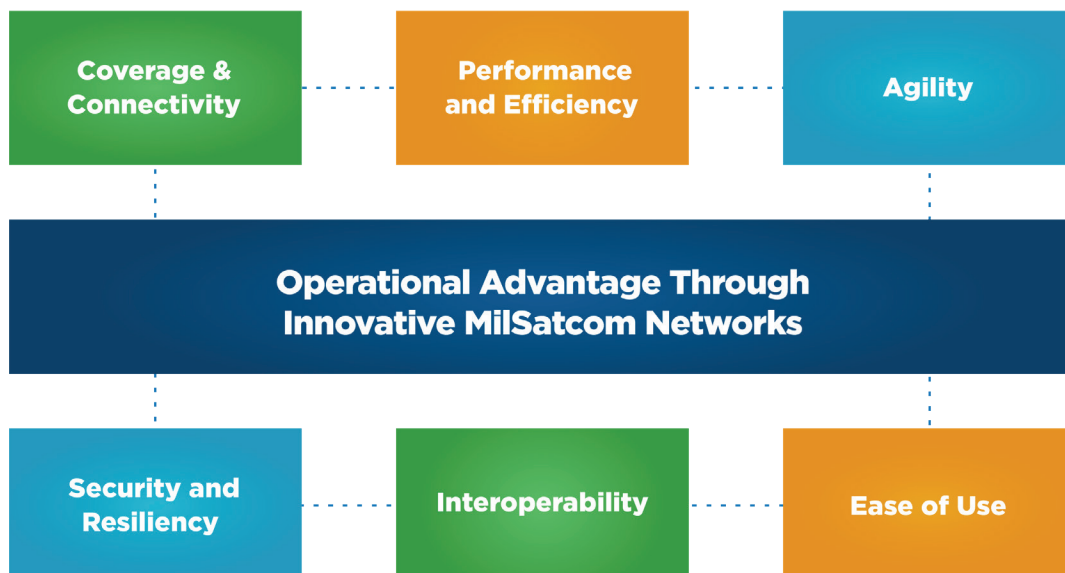 Coverage &
Connectivity
Performance
and Efficiency
Agility
Operational Advantage Through
Innovative MilSatcom Networks
Security and
Resiliency
Interoperability
Ease of Use